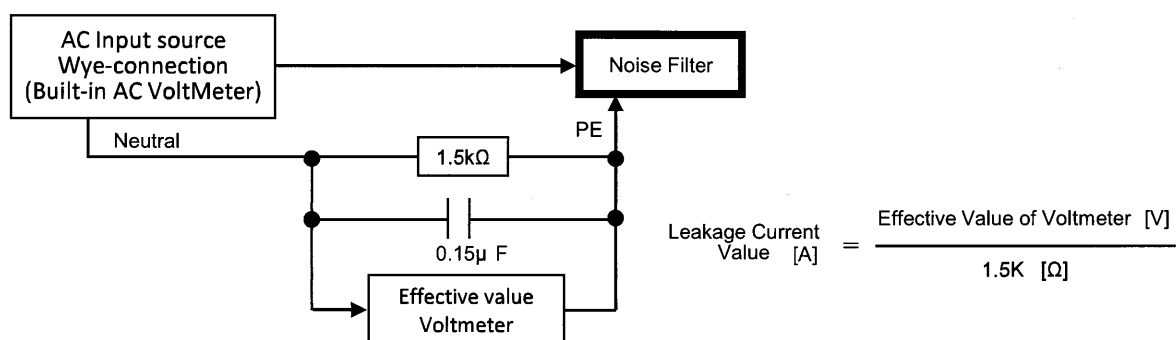 AC Input source
Wye-connection
(Built-in AC VoltMeter)
Noise Filter
Neutral
PE
1.5kΩ
0.15μ F
Effective value
Voltmeter
Leakage Current
Value [A]
=
Effective Value of Voltmeter [V]
1.5K [Ω]